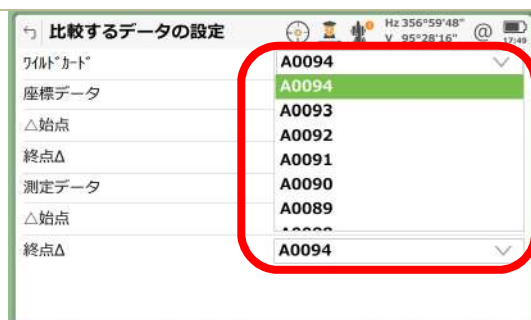 比較するデータの設定
Hz 356°59'48"
V 95°28'16"
@
17:49
ﾜｲﾙﾄﾞｶｰﾄﾞ
A0094
座標データ
A0094
△始点
A0093
A0092
終点Δ
A0091
測定データ
A0090
△始点
A0089
終点Δ
A0094